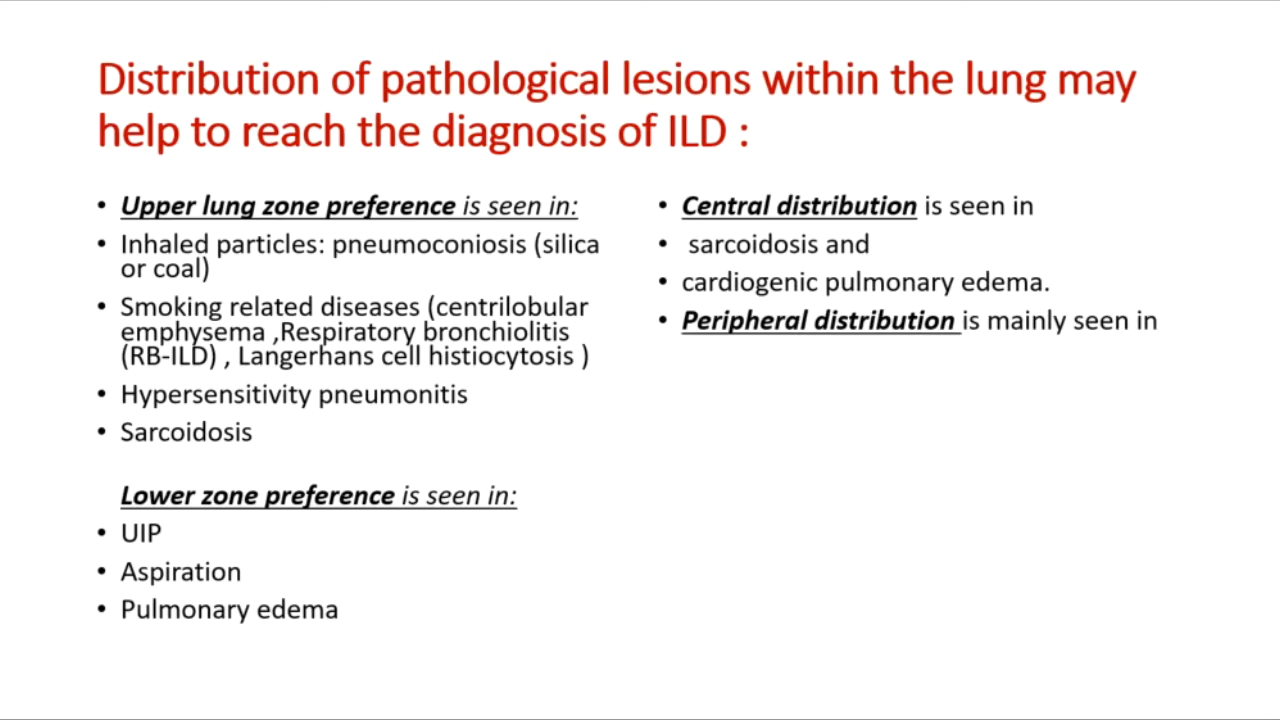 Distribution of pathological lesions within the lung may
help to reach the diagnosis of ILD :
• Upper lung zone preference is seen in:
• Inhaled particles: pneumoconiosis (silica
or coal)
• Smoking related diseases (centrilobular
emphysema ,Respiratory bronchiolitis
(RB-ILD) , Langerhans cell histiocytosis )
• Hypersensitivity pneumonitis
• Sarcoidosis
Lower zone preference is seen in:
• UIP
• Aspiration
• Pulmonary edema
• Central distribution is seen in
• sarcoidosis and
• cardiogenic pulmonary edema.
• Peripheral distribution is mainly seen in